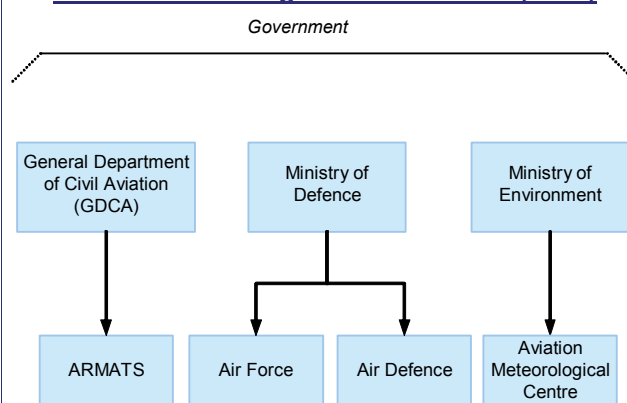 Government
General Department
of Civil Aviation
(GDCA)
Ministry of
Defence
Ministry of
Environment
ARMATS
Air Force
Air Defence
Aviation
Meteorological
Centre